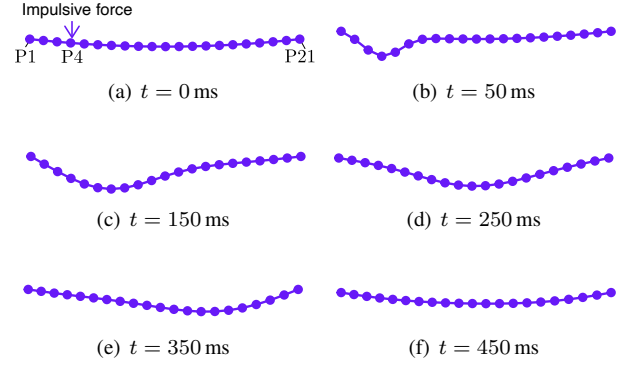 Impulsive force
P1 P4 P21
(a) t = 0 ms
(b) t = 50 ms
(c) t = 150 ms
(d) t = 250 ms
(e) t = 350 ms
(f) t = 450 ms